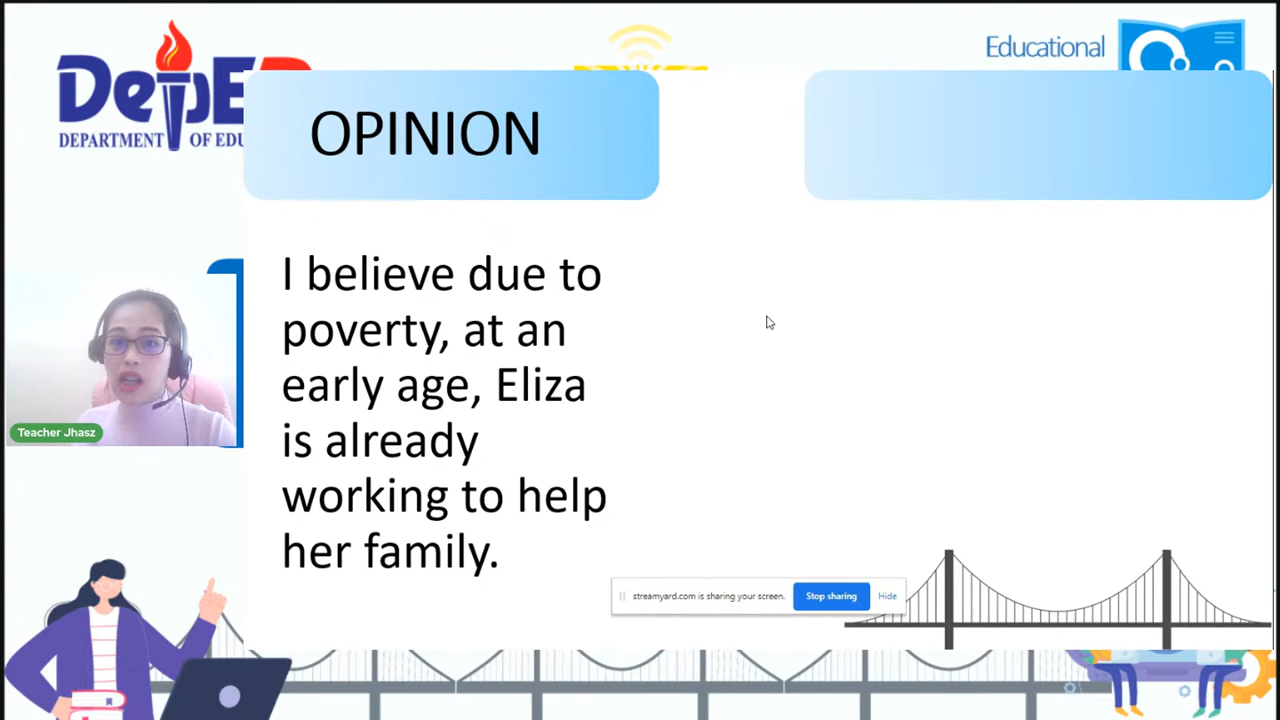 DepE
DEPARTMENT OF EDU
Educational
OPINION
I believe due to
poverty, at an
early age, Eliza
is already
working to help
her family.
Teacher Jhasz
streamyard.com is sharing your screen. Stop sharing Hide